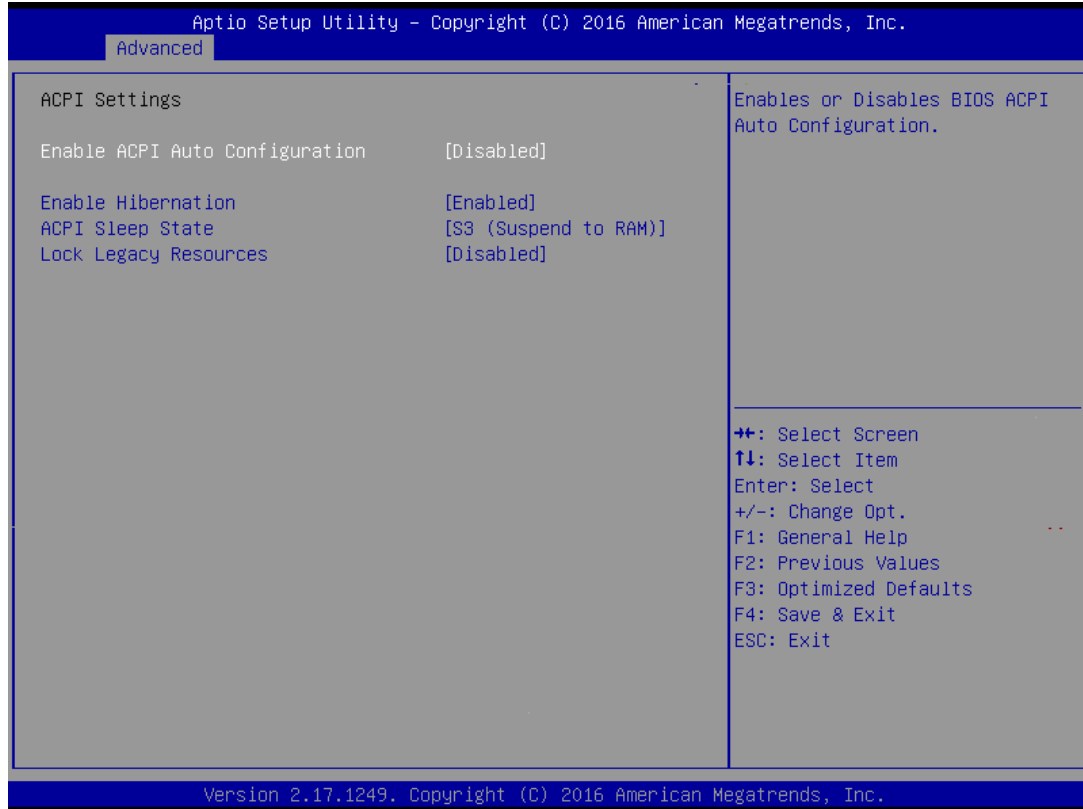 Aptio Setup Utility – Copyright (C) 2016 American Megatrends, Inc.
Advanced
ACPI Settings
Enable ACPI Auto Configuration [Disabled]
Enable Hibernation [Enabled]
ACPI Sleep State [S3 (Suspend to RAM)]
Lock Legacy Resources [Disabled]
Enables or Disables BIOS ACPI
Auto Configuration.
→←: Select Screen
↑↓: Select Item
Enter: Select
+/-: Change Opt.
F1: General Help
F2: Previous Values
F3: Optimized Defaults
F4: Save & Exit
ESC: Exit
Version 2.17.1249. Copyright (C) 2016 American Megatrends, Inc.